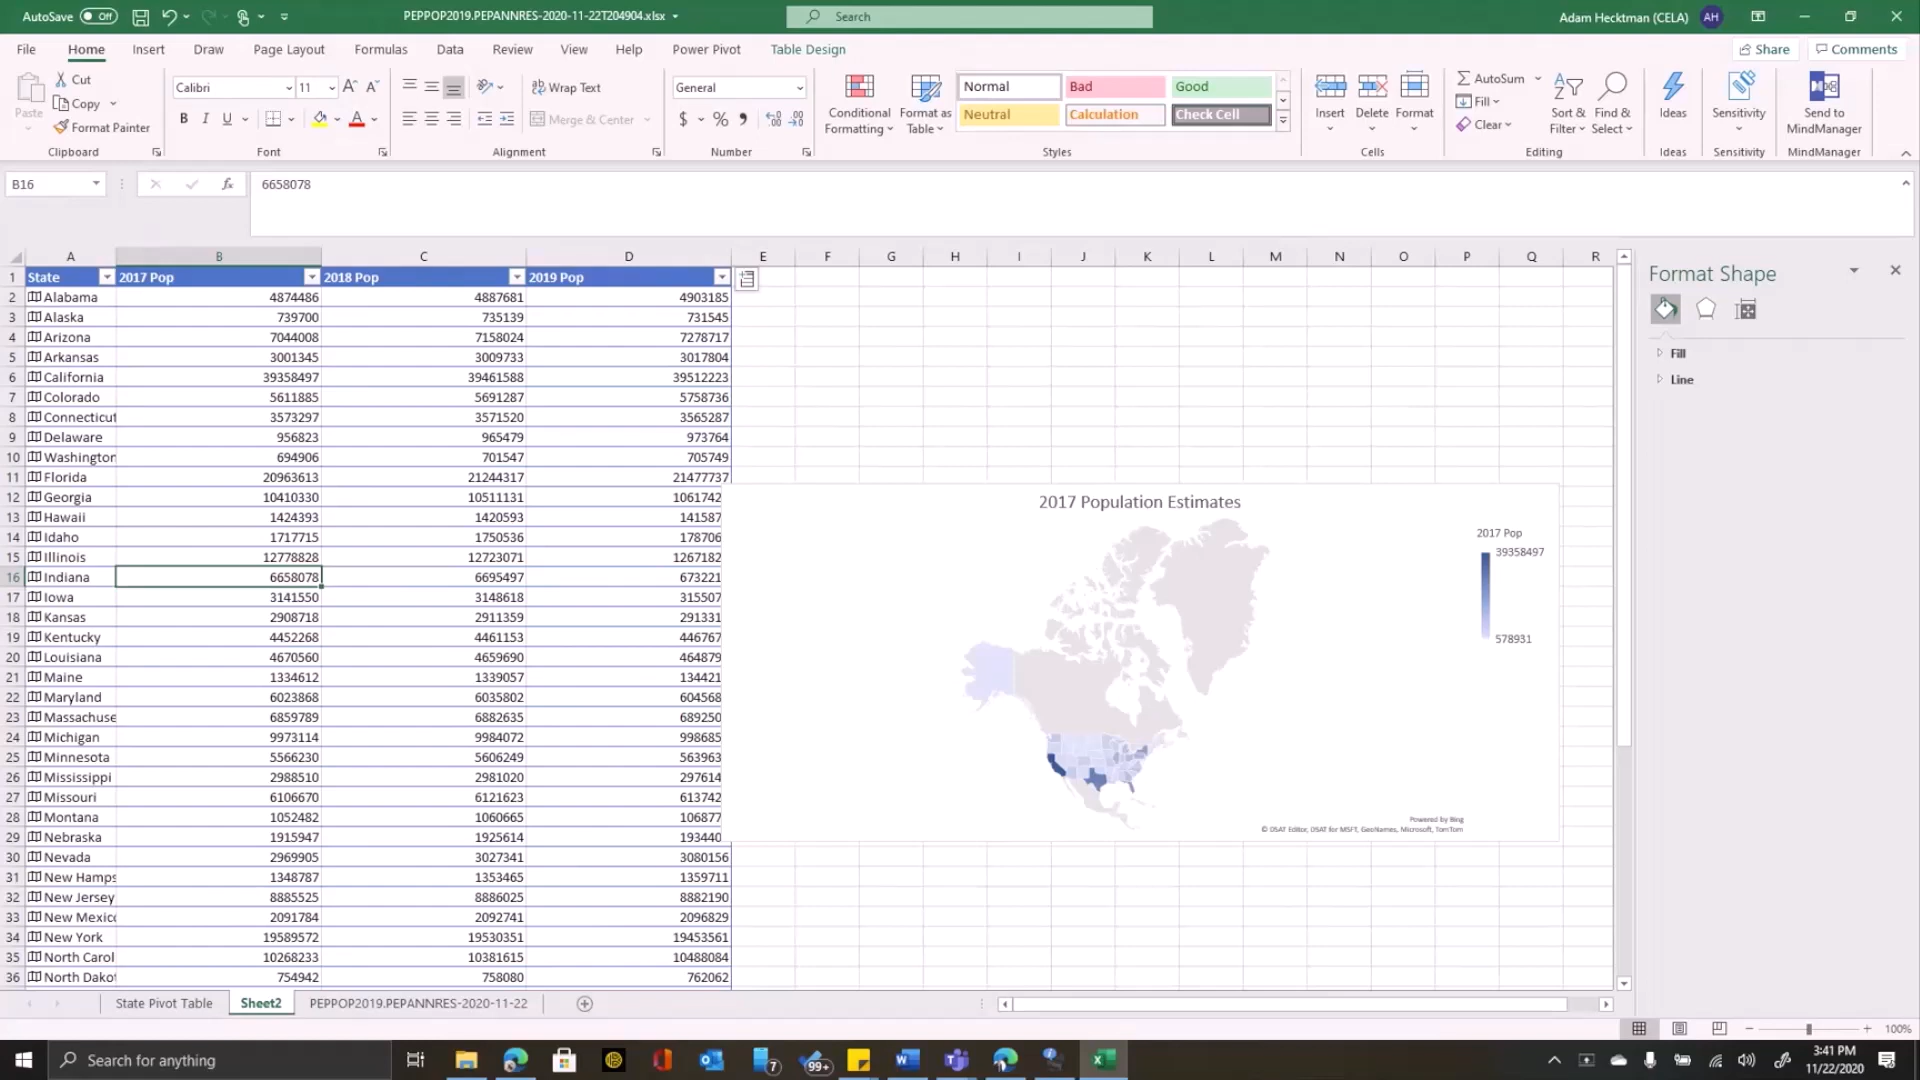 AutoSave Off PEPPOP2019.PEPANNRES-2020-11-22T204904.xlsx Search Adam Hecktman (CELA) AH
File Home Insert Draw Page Layout Formulas Data Review View Help Power Pivot Table Design Share Comments
Paste Cut Copy Format Painter Clipboard
Calibri 11 B I U A Font
Wrap Text Merge & Center Alignment
General $ % Number
Conditional Formatting Format as Table Normal Bad Good Neutral Calculation Check Cell Styles
Insert Delete Format Cells
AutoSum Fill Clear Sort & Filter Find & Select Editing
Ideas Ideas Sensitivity Sensitivity Send to MindManager MindManager
B16 fx 6658078
A B C D E F G H I J K L M N O P Q R
1 State 2017 Pop 2018 Pop 2019 Pop
2 Alabama 4874486 4887681 4903185
3 Alaska 739700 735139 731545
4 Arizona 7044008 7158024 7278717
5 Arkansas 3001345 3009733 3017804
6 California 39358497 39461588 39512223
7 Colorado 5611885 5691287 5758736
8 Connecticut 3573297 3571520 3565287
9 Delaware 956823 965479 973764
10 Washington 694906 701547 705749
11 Florida 20963613 21244317 21477737
12 Georgia 10410330 10511131 1061742
13 Hawaii 1424393 1420593 141587
14 Idaho 1717715 1750536 178706
15 Illinois 12778828 12723071 1267182
16 Indiana 6658078 6695497 673221
17 Iowa 3141550 3148618 315507
18 Kansas 2908718 2911359 291331
19 Kentucky 4452268 4461153 446767
20 Louisiana 4670560 4659690 464879
21 Maine 1334612 1339057 134421
22 Maryland 6023868 6035802 604568
23 Massachuse 6859789 6882635 689250
24 Michigan 9973114 9984072 998685
25 Minnesota 5566230 5606249 563963
26 Mississippi 2988510 2981020 297614
27 Missouri 6106670 6121623 613742
28 Montana 1052482 1060665 106877
29 Nebraska 1915947 1925614 193440
30 Nevada 2969905 3027341 3080156
31 New Hamps 1348787 1353465 1359711
32 New Jersey 8885525 8886025 8882190
33 New Mexic 2091784 2092741 2096829
34 New York 19589572 19530351 19453561
35 North Carol 10268233 10381615 10488084
36 North Dako 754942 758080 762062
2017 Population Estimates
2017 Pop
39358497
578931
Powered by Bing
© DSAT Editor, DSAT for MSFT, GeoNames, Microsoft, TomTom
Format Shape
Fill
Line
State Pivot Table Sheet2 PEPPOP2019.PEPANNRES-2020-11-22
100%
Search for anything 7 99+ 3:41 PM
11/22/2020